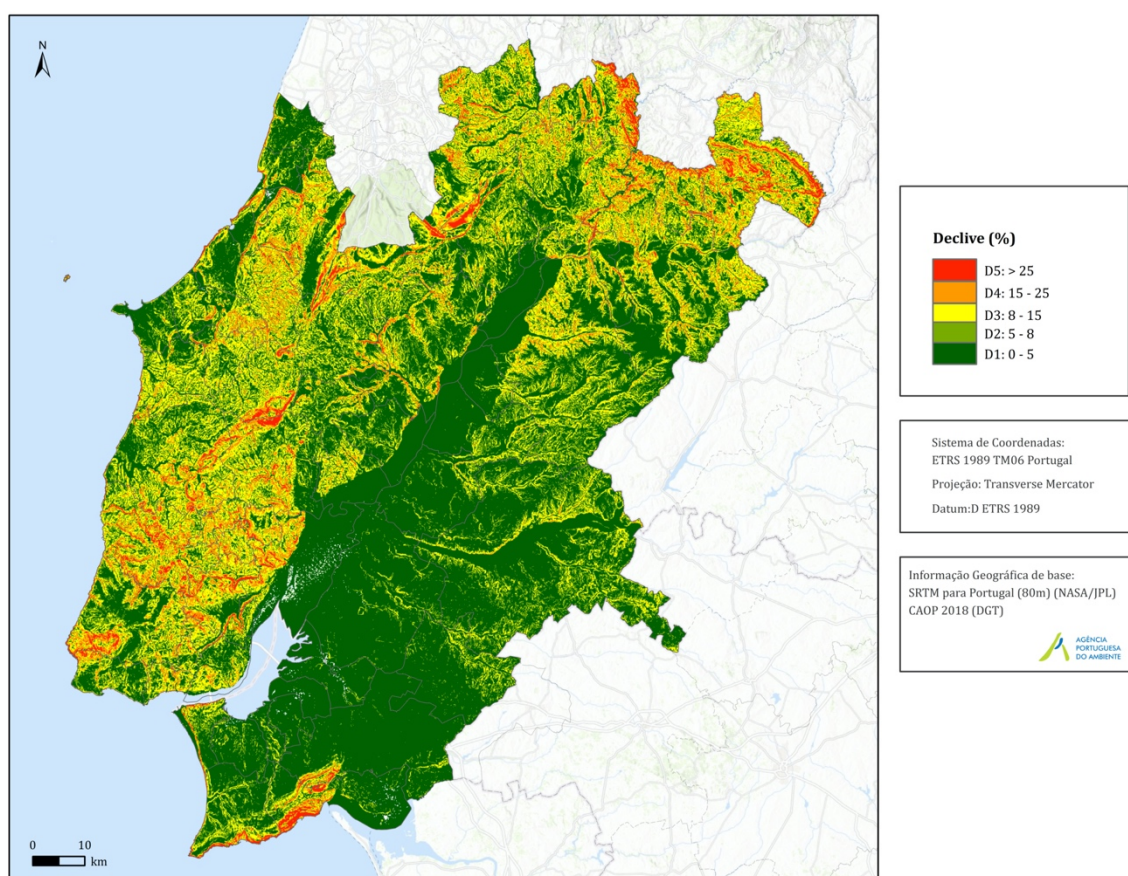 N
0 10
km
Declive (%)
D5: > 25
D4: 15 - 25
D3: 8 - 15
D2: 5 - 8
D1: 0 - 5
Sistema de Coordenadas:
ETRS 1989 TM06 Portugal
Projeção: Transverse Mercator
Datum:D ETRS 1989
Informação Geográfica de base:
SRTM para Portugal (80m) (NASA/JPL)
CAOP 2018 (DGT)
AGÊNCIA
PORTUGUESA
DO AMBIENTE